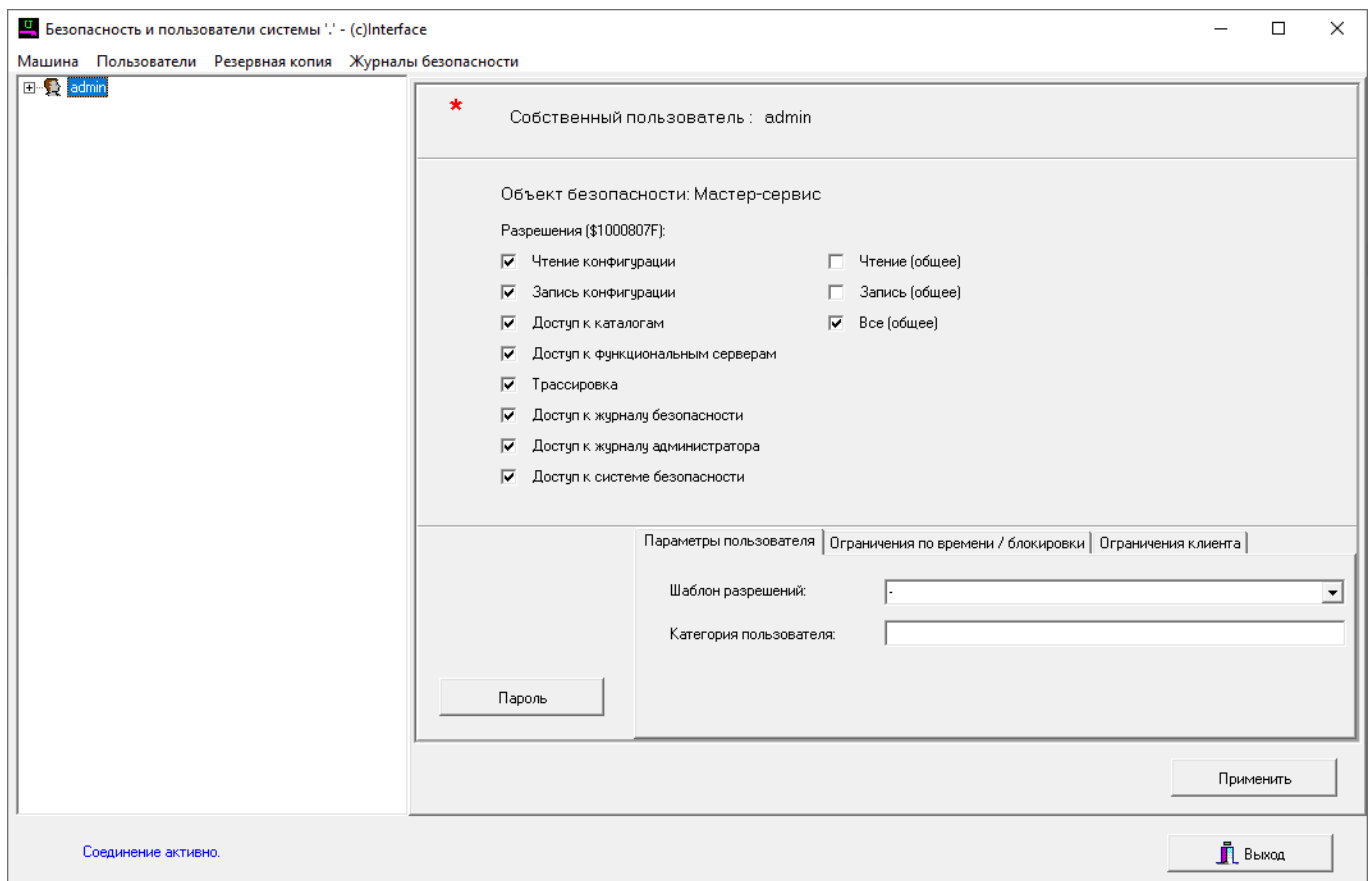 Безопасность и пользователи системы '.' - (c)Interface
Машина Пользователи Резервная копия Журналы безопасности
admin
* Собственный пользователь : admin
Объект безопасности: Мастер-сервис
Разрешения ($1000807F):
Чтение конфигурации Чтение (общее)
Запись конфигурации Запись (общее)
Доступ к каталогам Все (общее)
Доступ к функциональным серверам
Трассировка
Доступ к журналу безопасности
Доступ к журналу администратора
Доступ к системе безопасности
Параметры пользователя Ограничения по времени / блокировки Ограничения клиента
Шаблон разрешений: -
Категория пользователя:
Пароль
Применить
Соединение активно. Выход